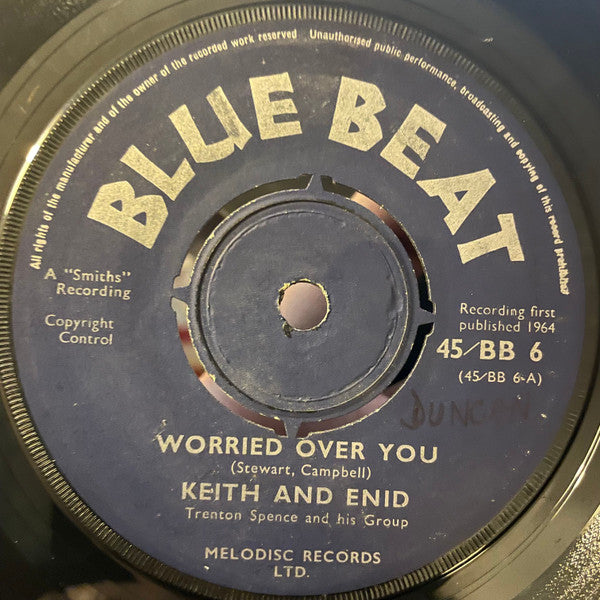 All rights of the manufacturer and of the owner of the recorded work reserved
Unauthorised public performance, broadcasting and copying of this record prohibited
BLUE BEAT
A "Smiths"
Recording
Copyright
Control
Recording first
published 1964
45/BB 6
(45/BB 6-A)
DUNCAN
WORRIED OVER YOU
(Stewart, Campbell)
KEITH AND ENID
Trenton Spence and his Group
MELODISC RECORDS
LTD.